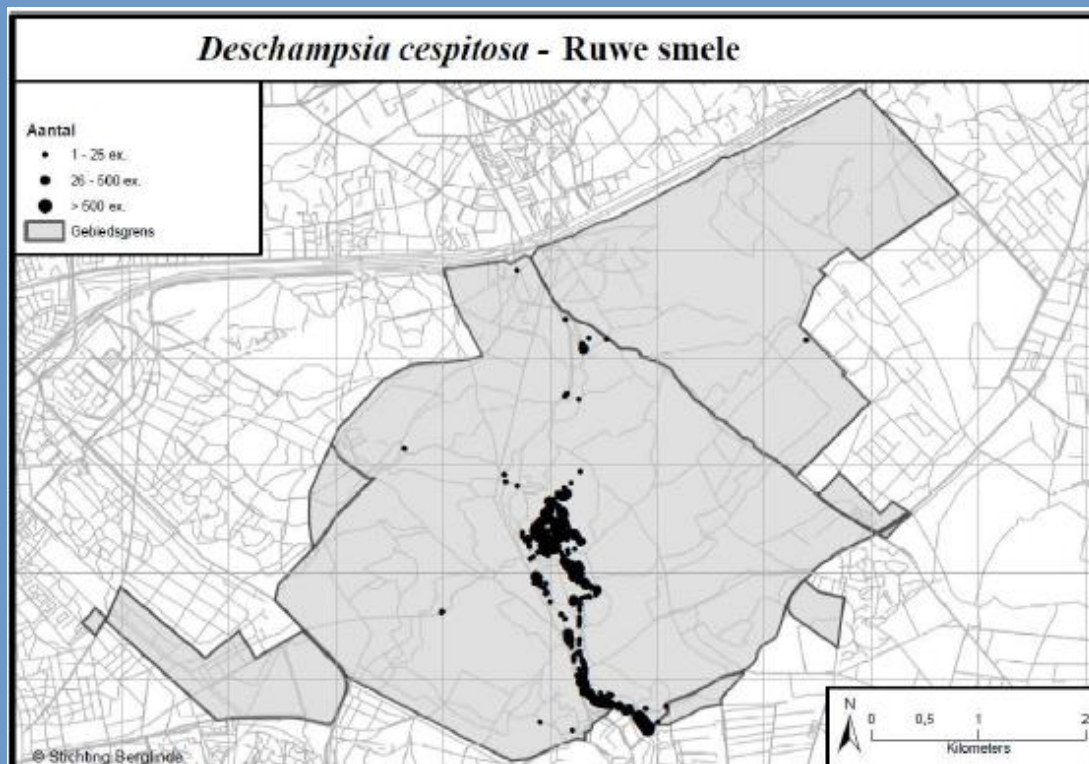 Deschampsia cespitosa - Ruwe smele
Aantal
1 - 25 ex.
26 - 500 ex.
> 500 ex.
Gebiedsgrens
N
0 0,5 1 2
Kilometers
© Stichting Berglinde